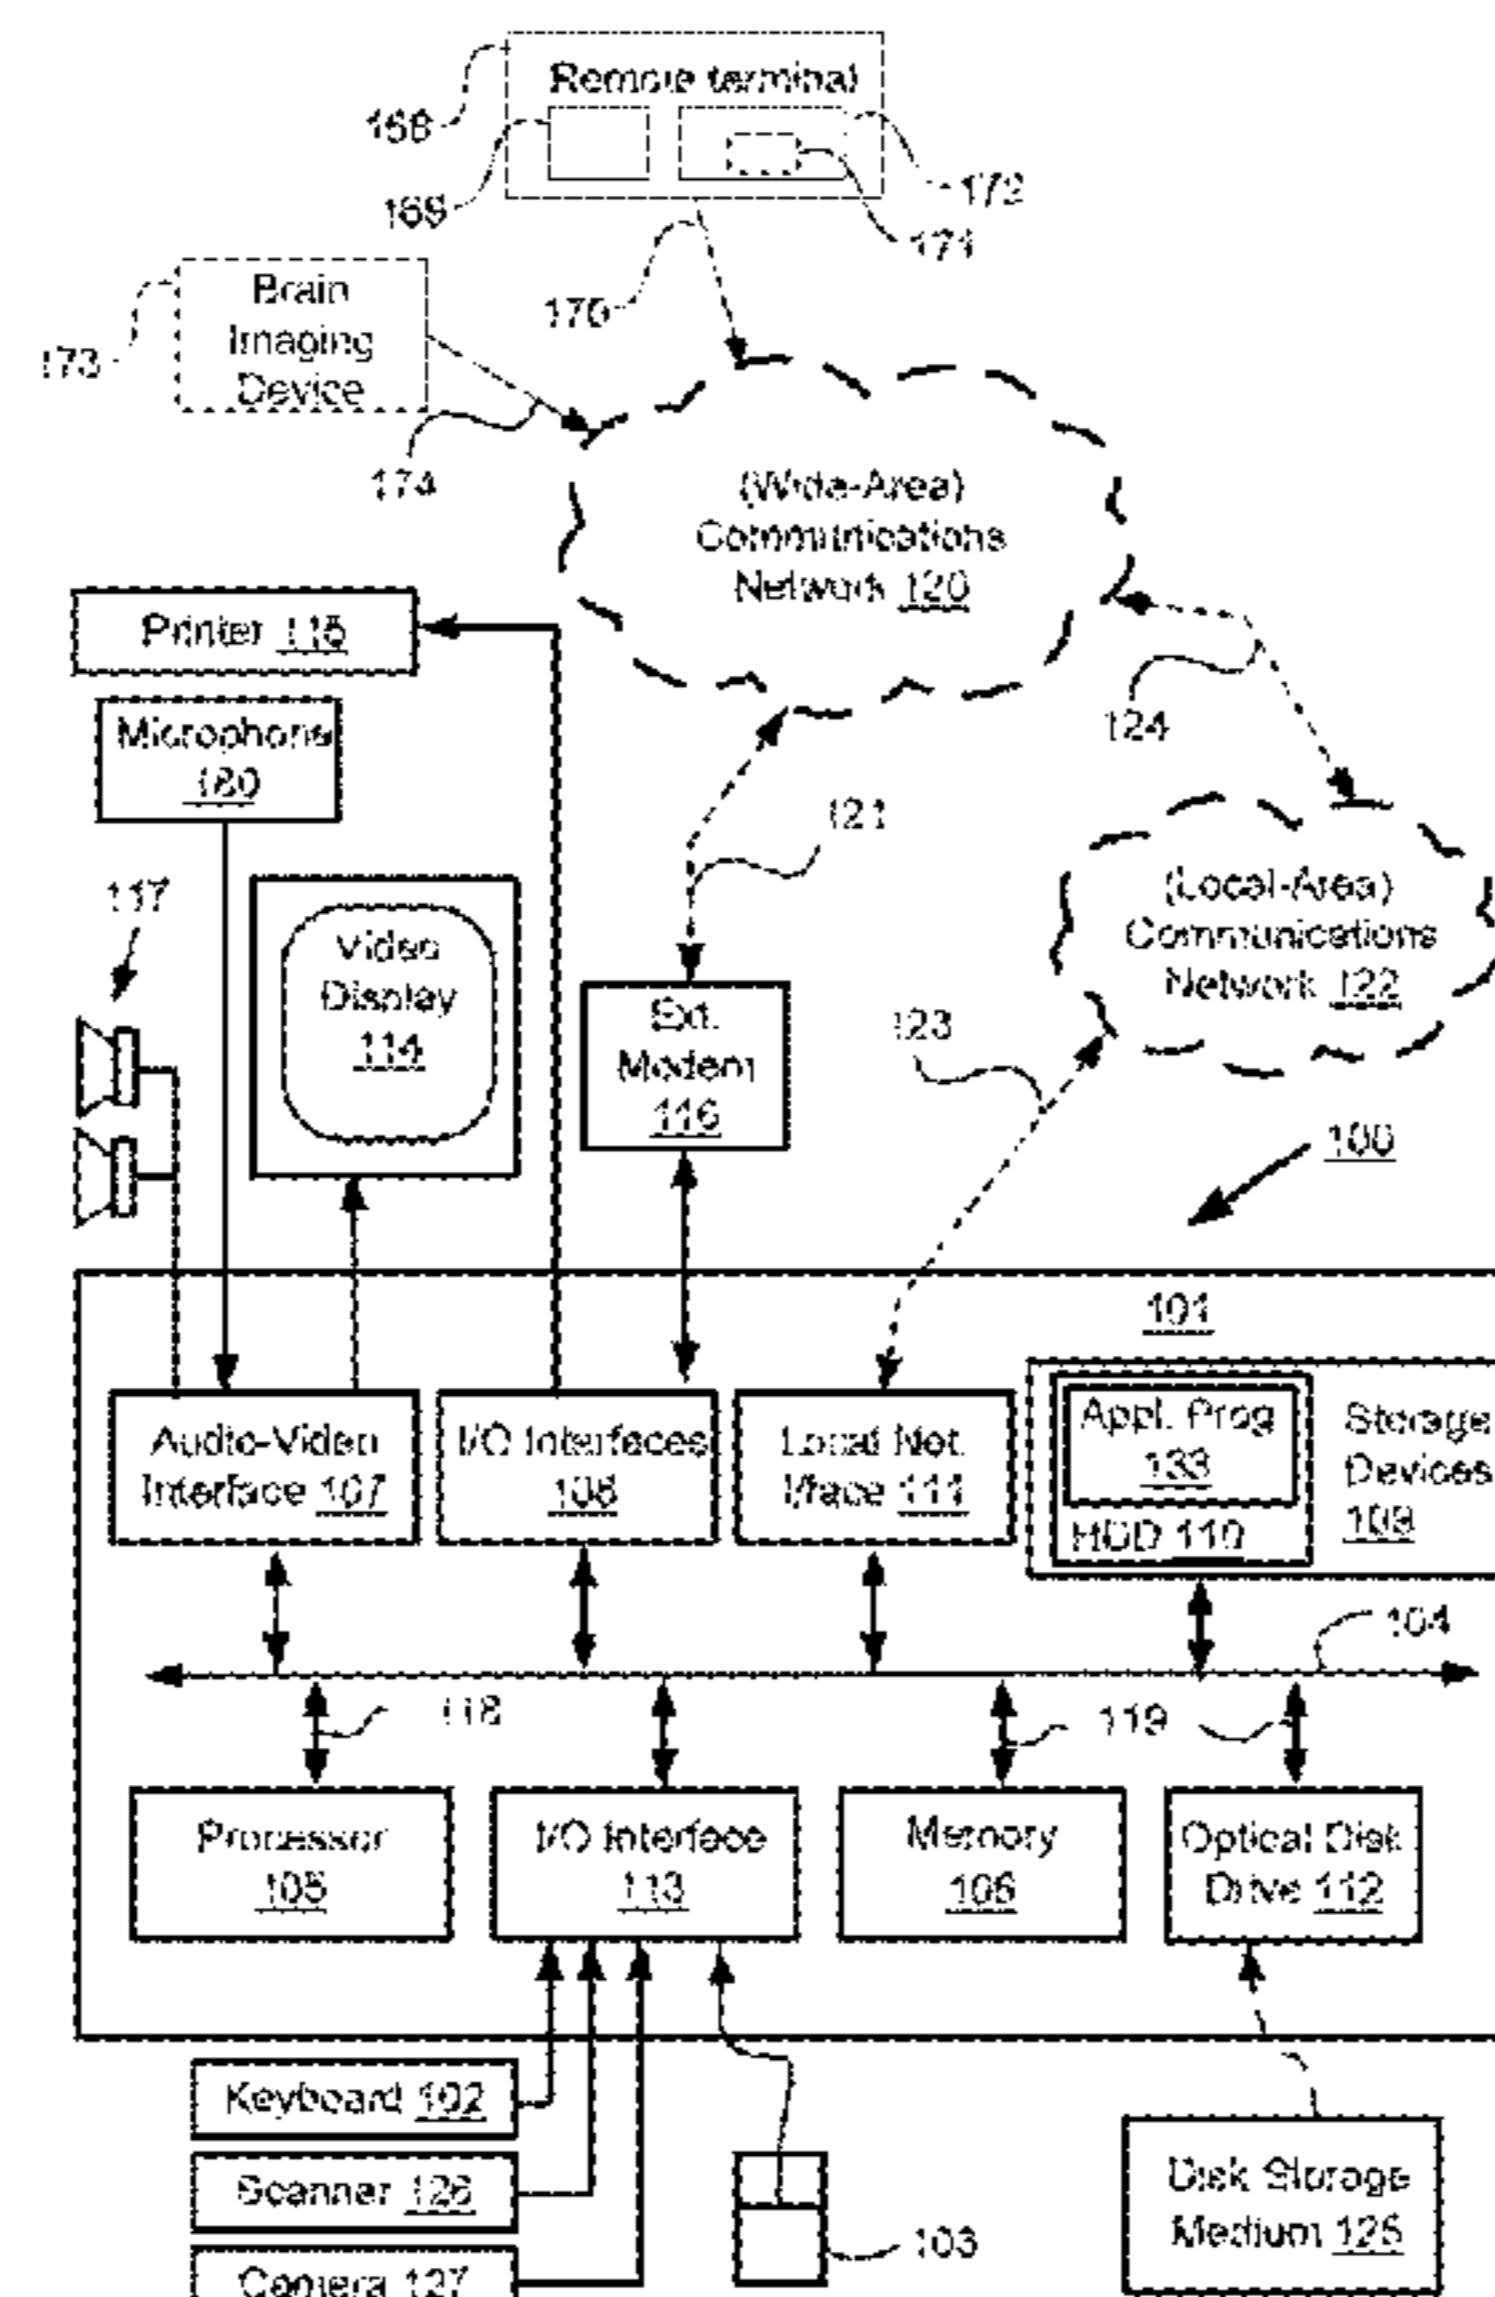 Remote terminal
168
169
172
171
170
Brain
Imaging
Device
173
174
(Wide-Area)
Communications
Network 120
Printer 115
Microphone
180
124
121
117
Video
Display
114
(Local-Area)
Communications
Network 122
Ext.
Modem
116
123
100
101
Audio-Video
Interface 107
I/O Interfaces
108
Local Net.
I/face 111
Appl. Prog
133
HDD 110
Storage
Devices
109
104
118
119
Processor
105
I/O Interface
113
Memory
106
Optical Disk
Drive 112
Keyboard 102
Scanner 126
Camera 127
103
Disk Storage
Medium 125